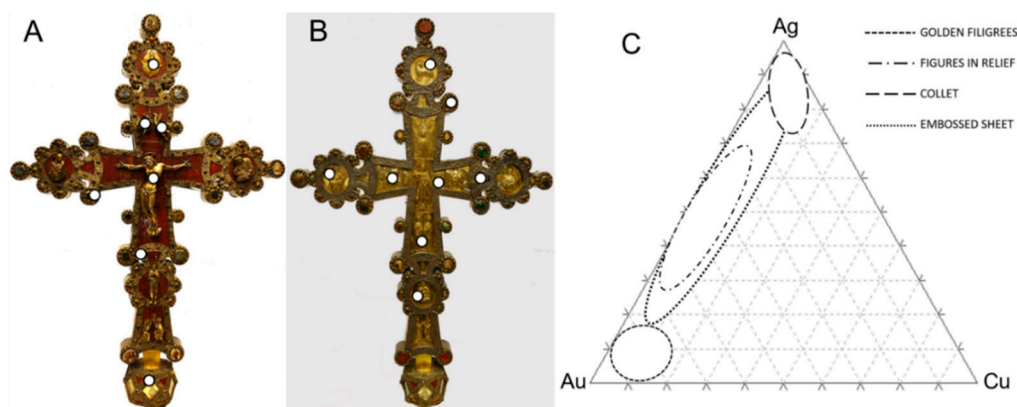 A
B
C
Ag
Au
Cu
GOLDEN FILIGREES
FIGURES IN RELIEF
COLLET
EMBOSSED SHEET